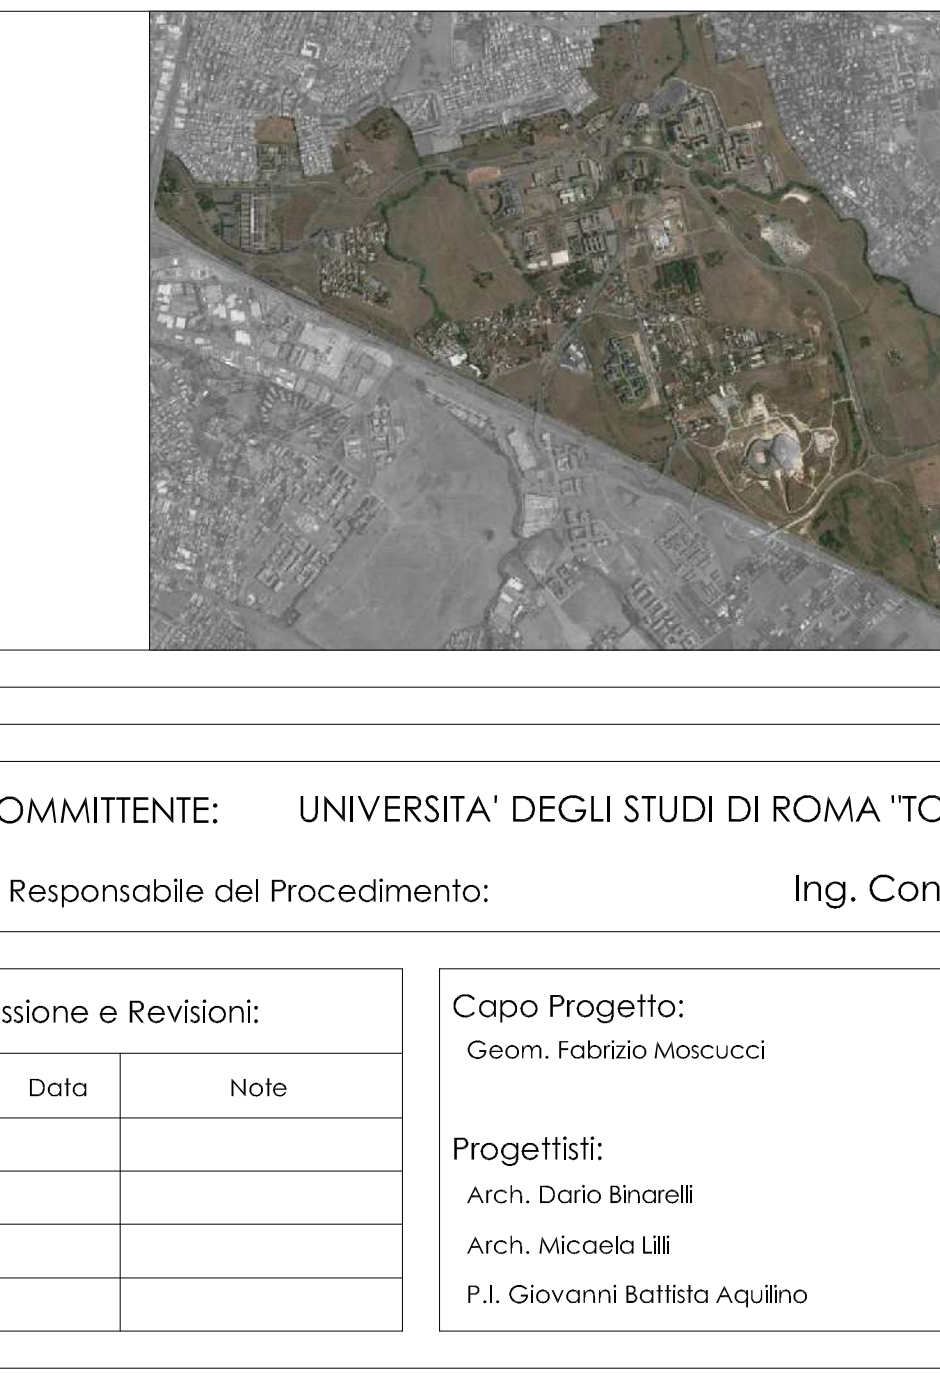 OMMITTENTE: UNIVERSITA' DEGLI STUDI DI ROMA "TO
Responsabile del Procedimento: Ing. Con
ssione e Revisioni:
Data Note
Capo Progetto:
Geom. Fabrizio Moscucci
Progettisti:
Arch. Dario Binarelli
Arch. Micaela Lilli
P.I. Giovanni Battista Aquilino